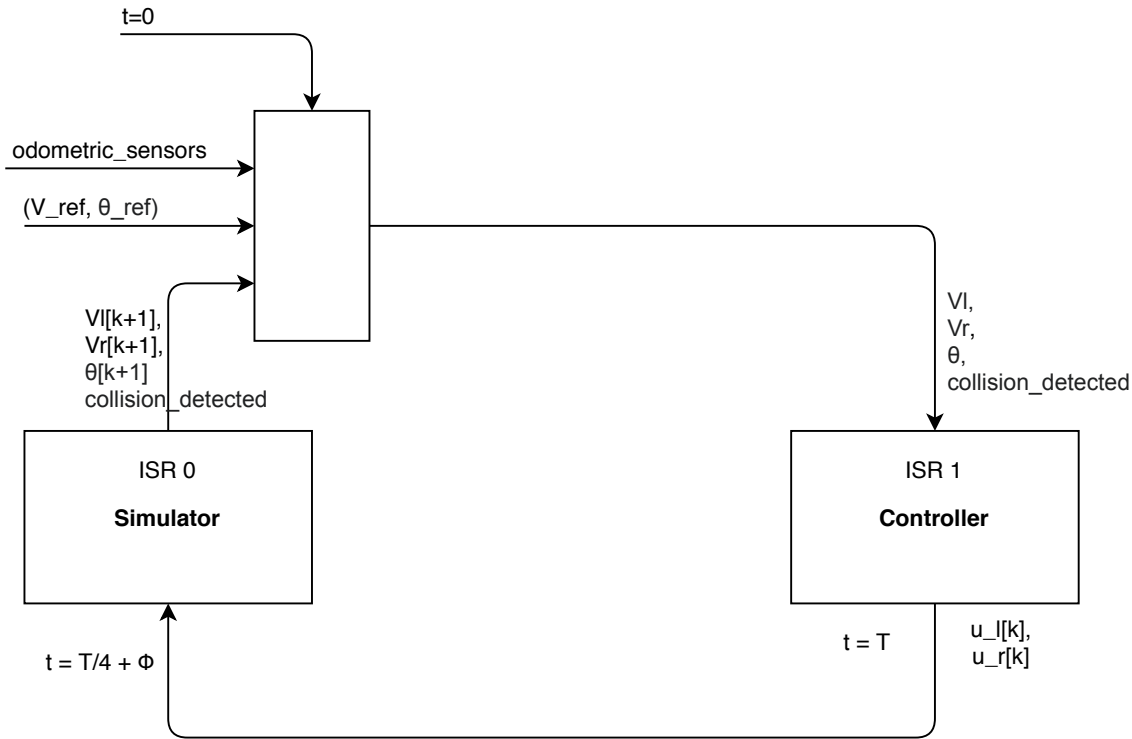 t=0
odometric_sensors
(V_ref, θ_ref)
Vl[k+1],
Vr[k+1],
θ[k+1]
collision_detected
Vl,
Vr,
θ,
collision_detected
ISR 0
Simulator
ISR 1
Controller
t = T/4 + Φ
t = T
u_l[k],
u_r[k]